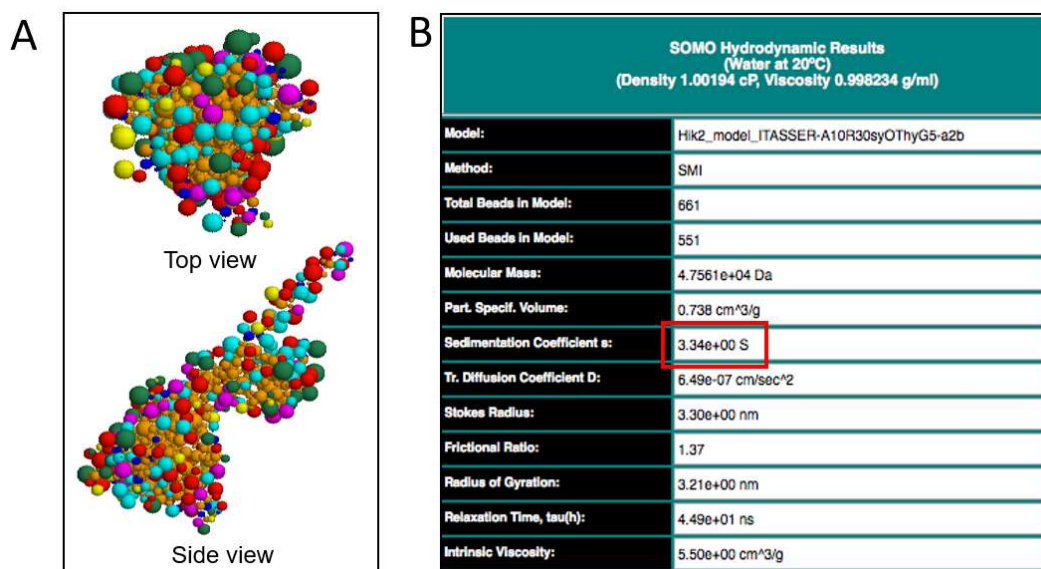 A
Top view
Side view
B
SOMO Hydrodynamic Results
(Water at 20ºC)
(Density 1.00194 cP, Viscosity 0.998234 g/ml)
Model: Hik2_model_ITASSER-A10R30syOThyG5-a2b
Method: SMI
Total Beads in Model: 661
Used Beads in Model: 551
Molecular Mass: 4.7561e+04 Da
Part. Specif. Volume: 0.738 cm^3/g
Sedimentation Coefficient s: 3.34e+00 S
Tr. Diffusion Coefficient D: 6.49e-07 cm/sec^2
Stokes Radius: 3.30e+00 nm
Frictional Ratio: 1.37
Radius of Gyration: 3.21e+00 nm
Relaxation Time, tau(h): 4.49e+01 ns
Intrinsic Viscosity: 5.50e+00 cm^3/g